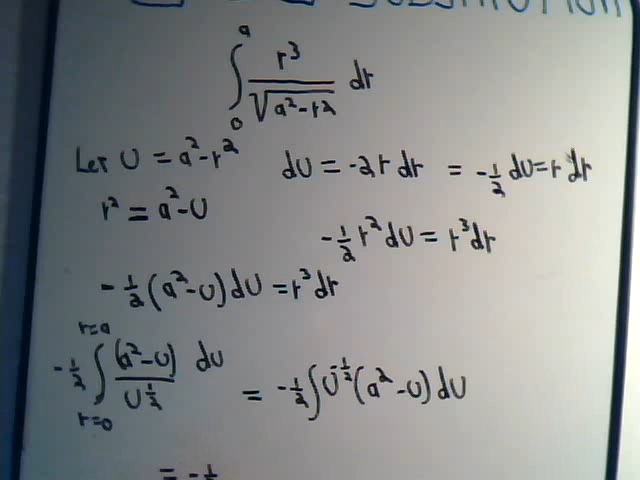 SUBSTITUTION
∫₀ᵃ r³/√(a²-r²) dr
Let U = a²-r² dU = -2r dr = -½ dU = r dr
r² = a²-U
-½ r² dU = r³ dr
-½ (a²-U) dU = r³ dr
-½ ∫_{r=0}^{r=a} (a²-U)/U^½ dU = -½ ∫ U^-½ (a²-U) dU
= -½